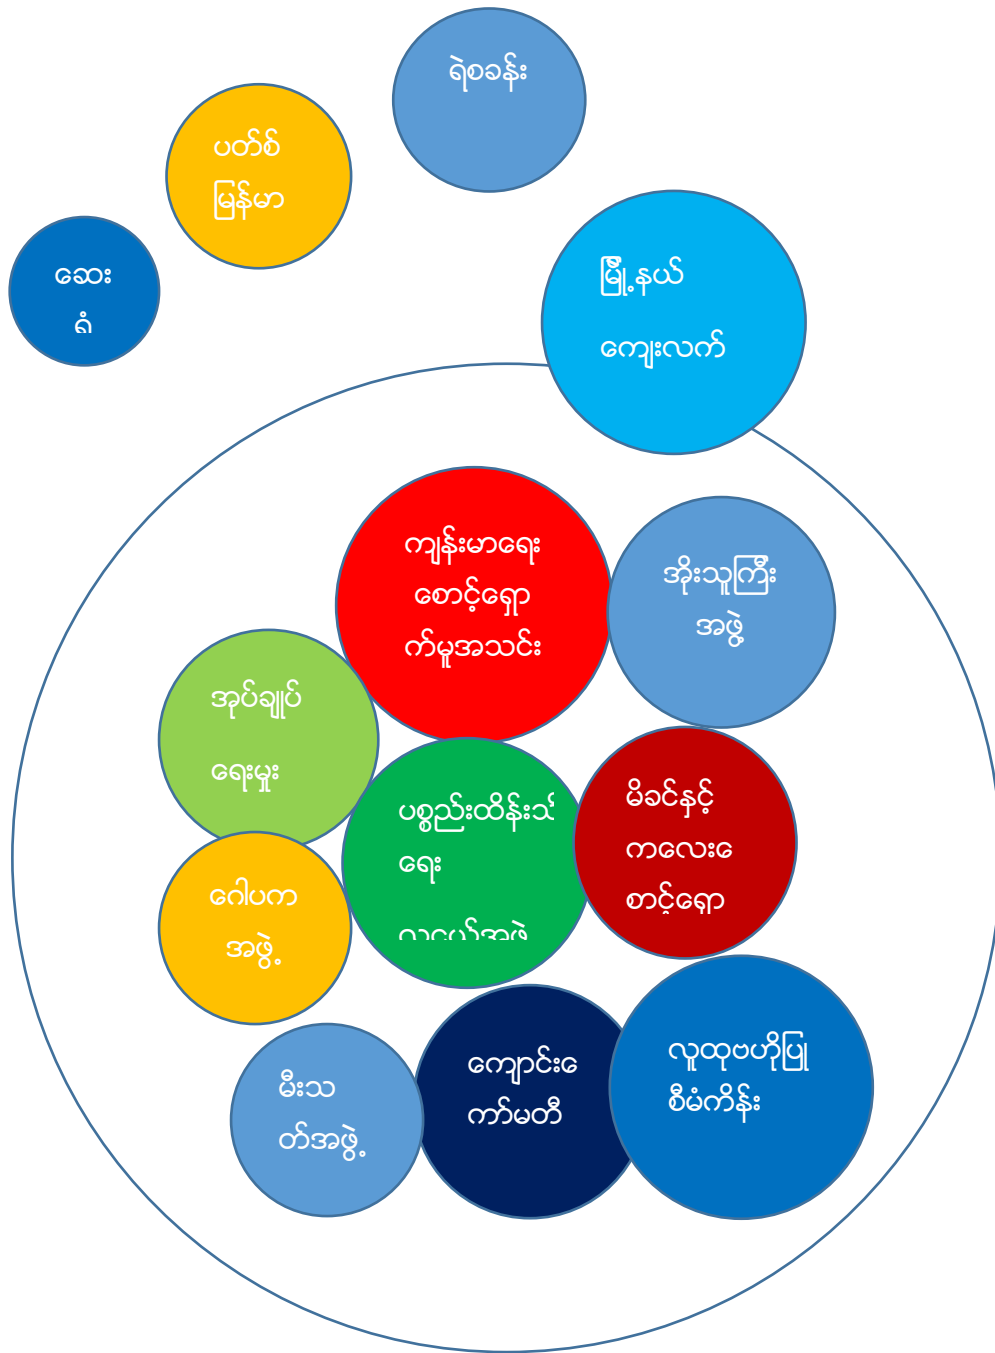 ရဲစခန်း
ပတ်စ်
မြန်မာ
ဆေး
ရုံ
မြို့နယ်
ကျေးလက်
ကျန်းမာရေး
စောင့်ရှော
က်မှုအသင်း
အိုးသူကြီး
အဖွဲ့
အုပ်ချုပ်
ရေးမှူး
ပစ္စည်းထိန်းသိ
ရေး
မိခင်နှင့်
ကလေးေ
စာင့်ရှော
ဂေါပက
အဖွဲ့
မီးသ
တ်အဖွဲ့
ကျောင်းေ
ကာ်မတီ
လူထုဗဟိုပြု
စီမံကိန်း